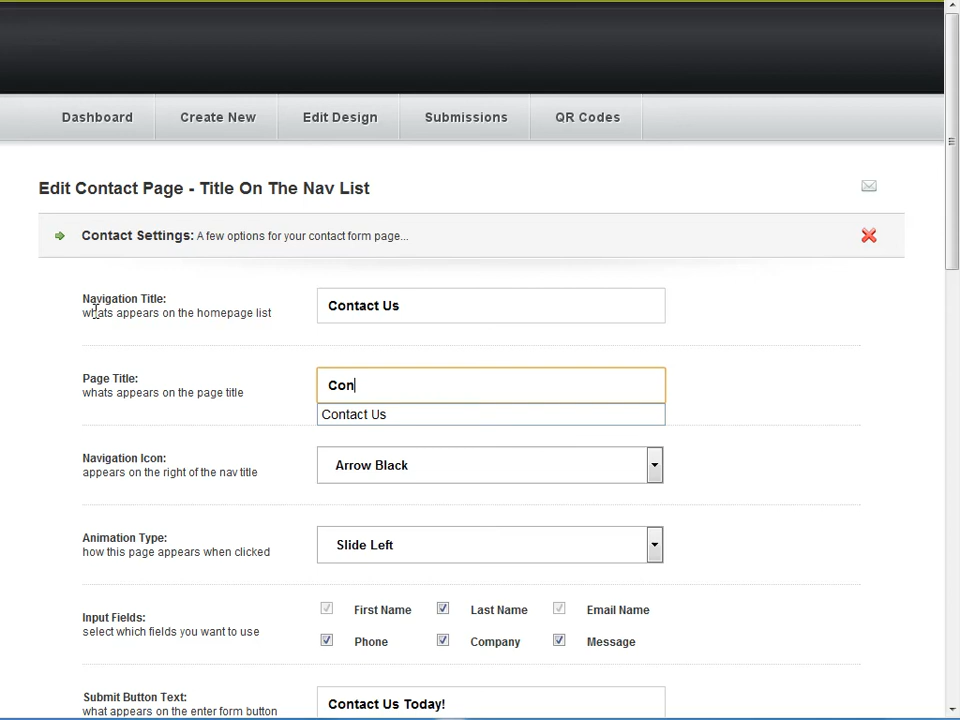 Dashboard Create New Edit Design Submissions QR Codes
Edit Contact Page - Title On The Nav List
Contact Settings: A few options for your contact form page...
Navigation Title:
whats appears on the homepage list
Contact Us
Page Title:
whats appears on the page title
Con
Contact Us
Navigation Icon:
appears on the right of the nav title
Arrow Black
Animation Type:
how this page appears when clicked
Slide Left
Input Fields:
select which fields you want to use
First Name Last Name Email Name
Phone Company Message
Submit Button Text:
what appears on the enter form button
Contact Us Today!